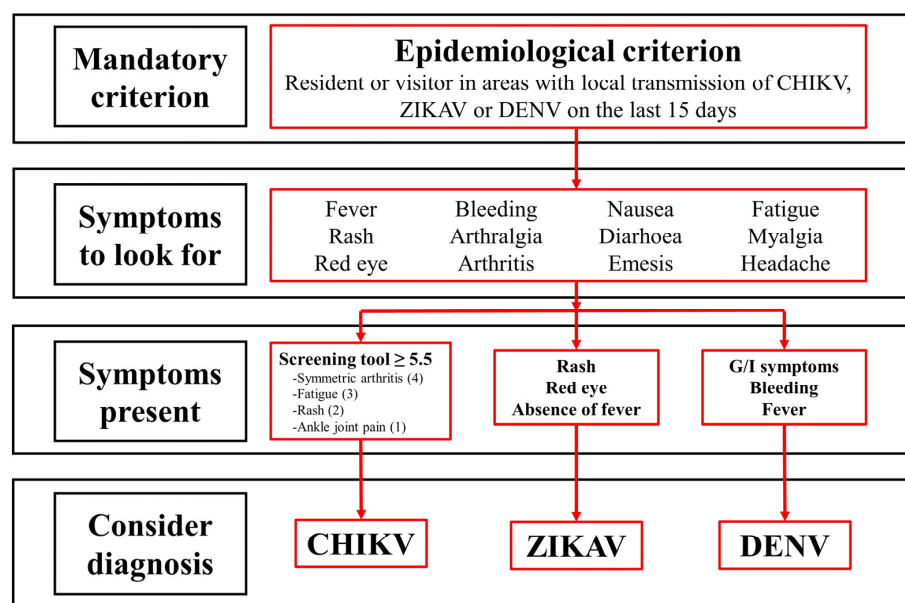 Mandatory
criterion
Epidemiological criterion
Resident or visitor in areas with local transmission of CHIKV,
ZIKAV or DENV on the last 15 days
Symptoms
to look for
Fever Bleeding Nausea Fatigue
Rash Arthralgia Diarhoea Myalgia
Red eye Arthritis Emesis Headache
Symptoms
present
Screening tool ≥ 5.5
-Symmetric arthritis (4)
-Fatigue (3)
-Rash (2)
-Ankle joint pain (1)
Rash
Red eye
Absence of fever
G/I symptoms
Bleeding
Fever
Consider
diagnosis
CHIKV
ZIKAV
DENV